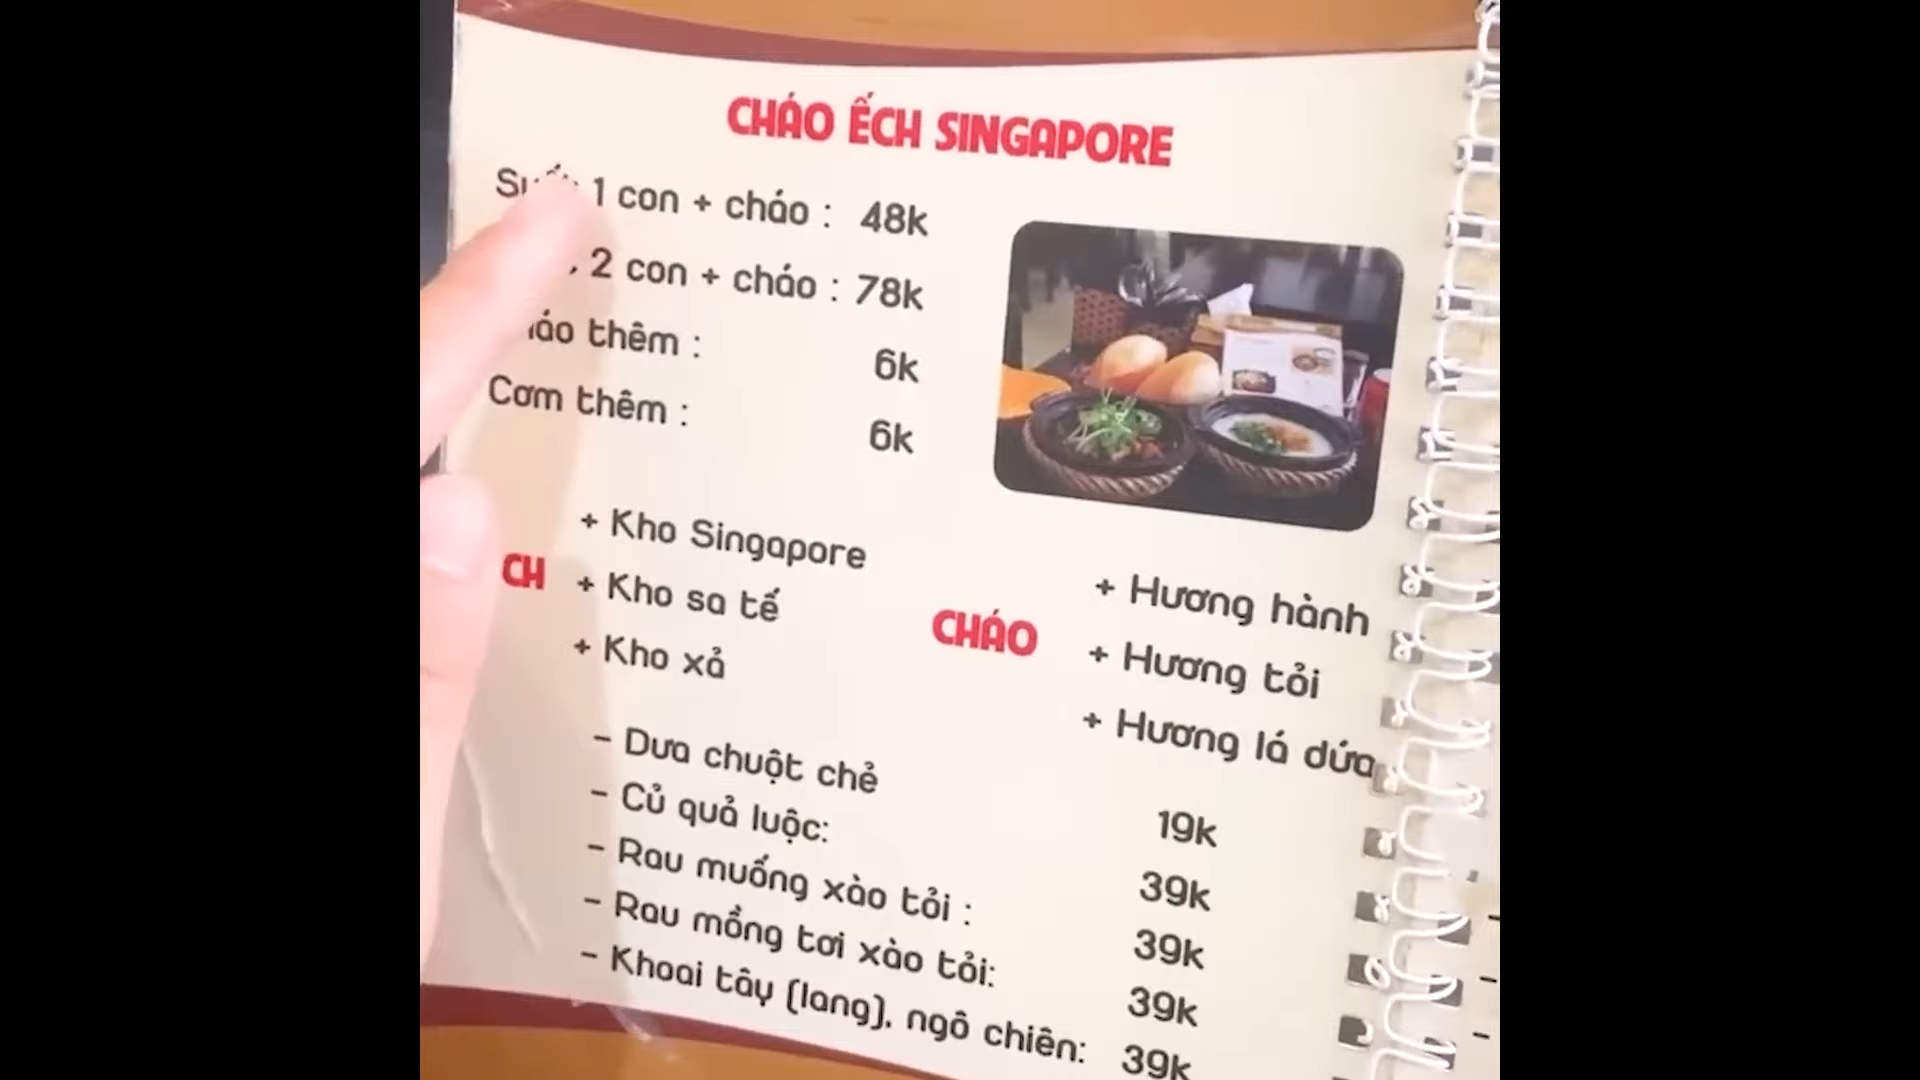 CHÁO ẾCH SINGAPORE
1 con + cháo : 48k
2 con + cháo : 78k
thêm : 6k
Cơm thêm : 6k
+ Kho Singapore
CH + Kho sa tế
+ Kho xả
+ Hương hành
CHÁO + Hương tỏi
+ Hương lá dứa
- Dưa chuột chẻ 19k
- Củ quả luộc: 39k
- Rau muống xào tỏi : 39k
- Rau mồng tơi xào tỏi: 39k
- Khoai tây (lang), ngô chiên: 39k